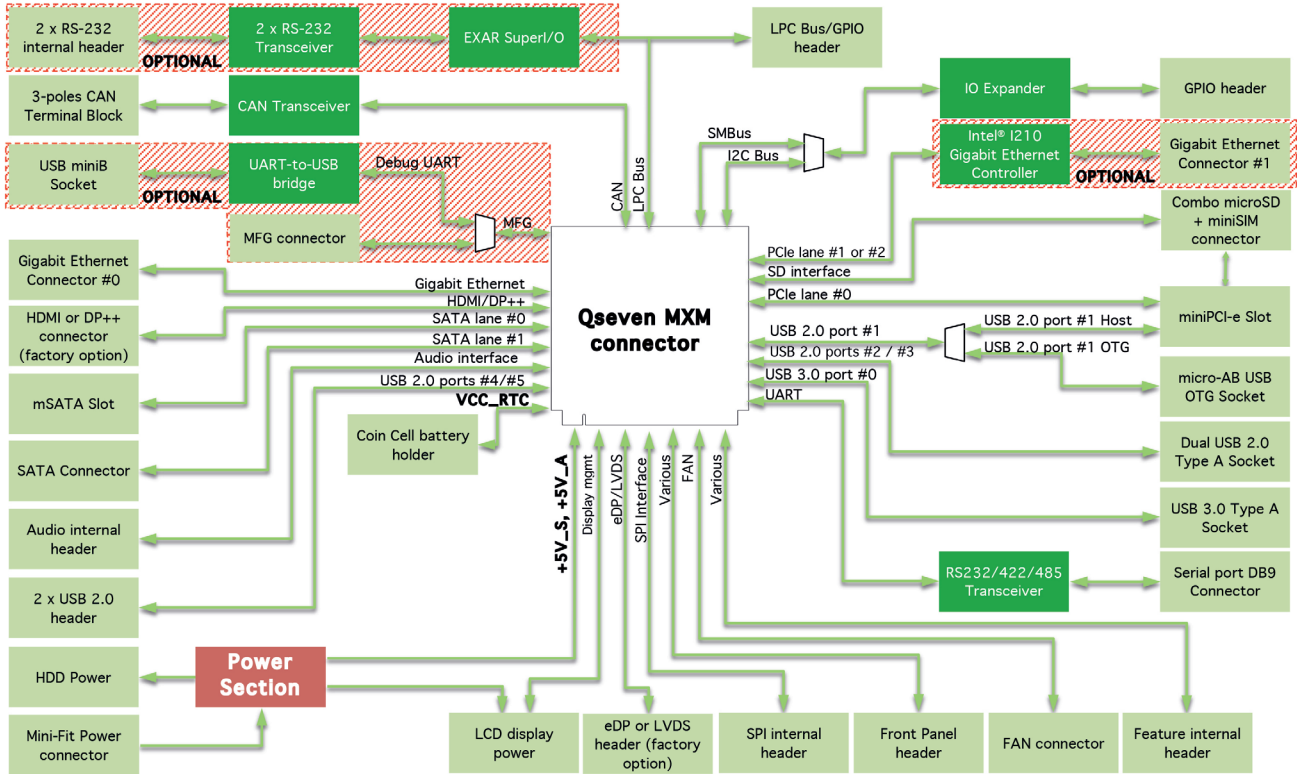 2 x RS-232
internal header
OPTIONAL
2 x RS-232
Transceiver
EXAR SuperI/O
LPC Bus/GPIO
header
3-poles CAN
Terminal Block
CAN Transceiver
IO Expander
GPIO header
SMBus
I2C Bus
Intel® I210
Gigabit Ethernet
Controller
OPTIONAL
Gigabit Ethernet
Connector #1
USB miniB
Socket
OPTIONAL
UART-to-USB
bridge
Debug UART
CAN
LPC Bus
MFG connector
MFG
Combo microSD
+ miniSIM
connector
Gigabit Ethernet
Connector #0
HDMI or DP++
connector
(factory option)
mSATA Slot
SATA Connector
Audio internal
header
2 x USB 2.0
header
HDD Power
Mini-Fit Power
connector
Gigabit Ethernet
HDMI/DP++
SATA lane #0
SATA lane #1
Audio interface
USB 2.0 ports #4/#5
VCC_RTC
Coin Cell battery
holder
Qseven MXM
connector
PCIe lane #1 or #2
SD interface
PCIe lane #0
USB 2.0 port #1
USB 2.0 ports #2 / #3
USB 3.0 port #0
UART
USB 2.0 port #1 Host
USB 2.0 port #1 OTG
miniPCI-e Slot
micro-AB USB
OTG Socket
Dual USB 2.0
Type A Socket
USB 3.0 Type A
Socket
RS232/422/485
Transceiver
Serial port DB9
Connector
+5V_S, +5V_A
Display mgmt
eDP/LVDS
SPI Interface
Various
FAN
Various
Power
Section
LCD display
power
eDP or LVDS
header (factory
option)
SPI internal
header
Front Panel
header
FAN connector
Feature internal
header